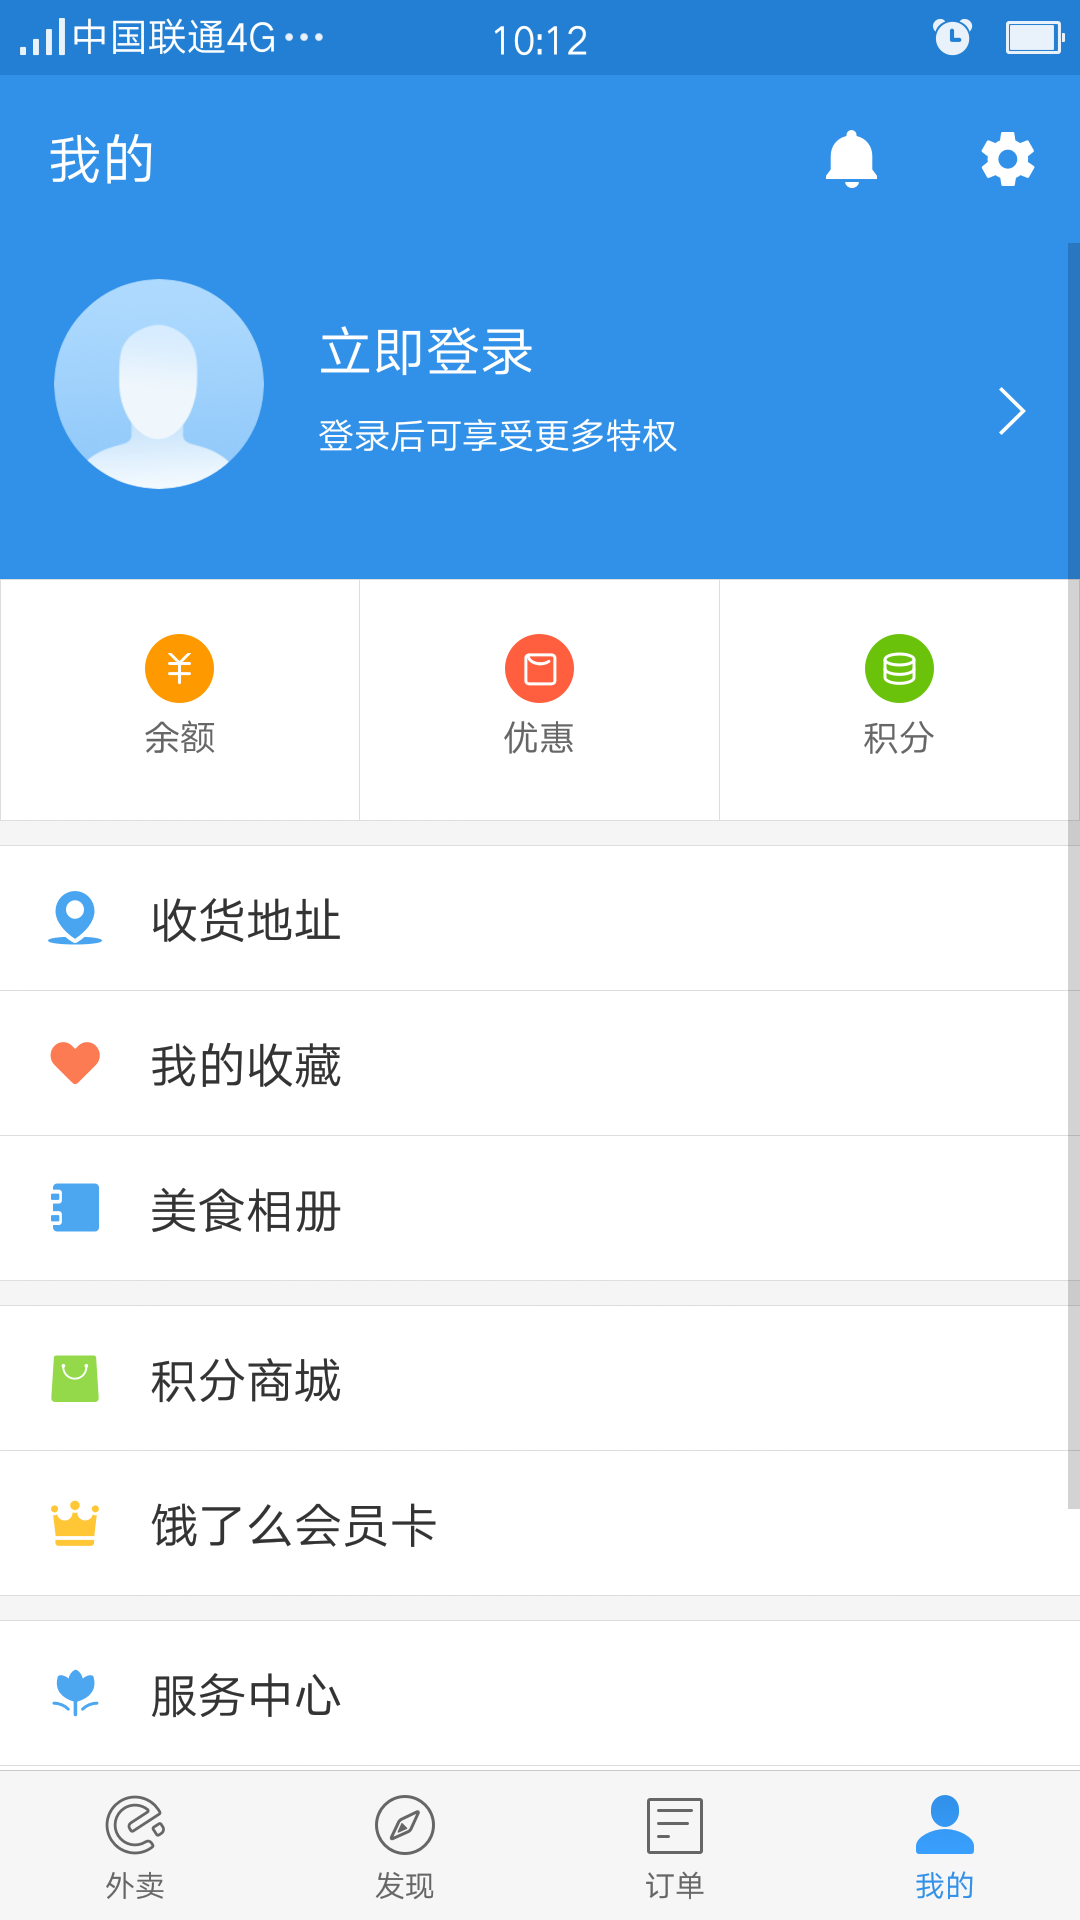 中国联通4G··· 10:12
我的
立即登录
登录后可享受更多特权
余额 优惠 积分
收货地址
我的收藏
美食相册
积分商城
饿了么会员卡
服务中心
外卖 发现 订单 我的